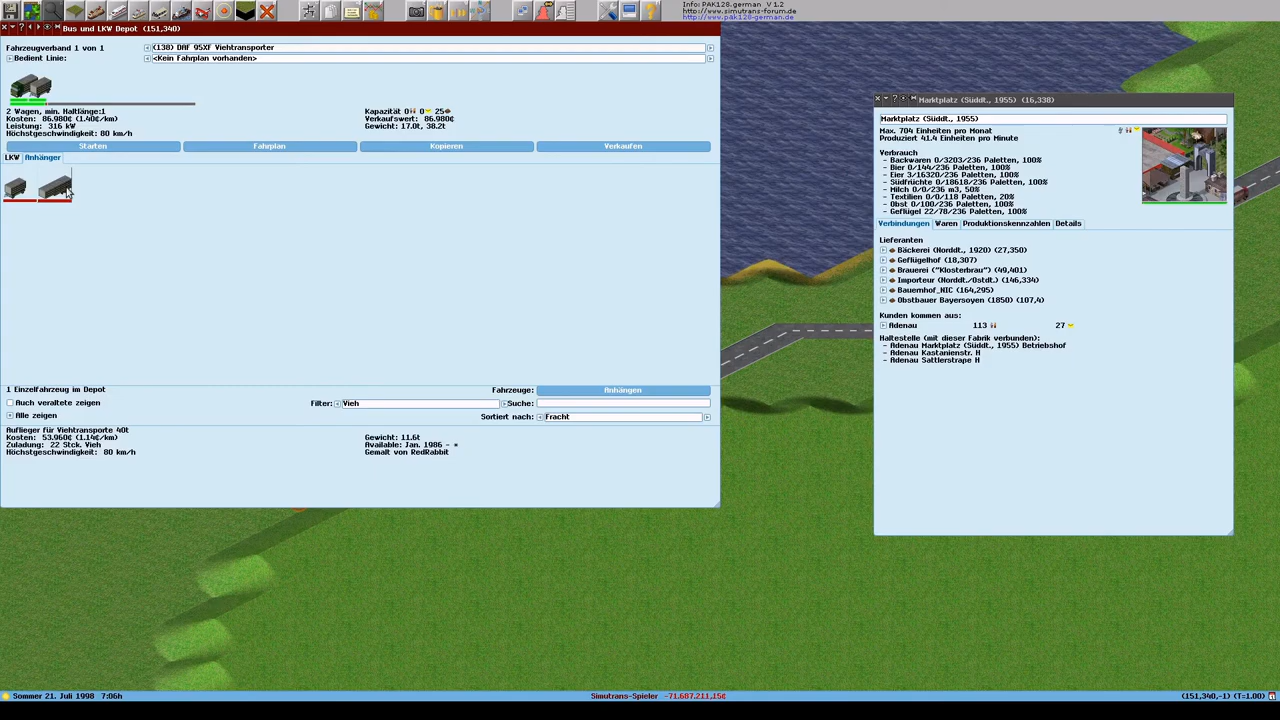 Info: PAK128.german V 1.2
http://www.simutrans-forum.de
http://www.pak128-german.de
Bus und LKW Depot (151,340)
Fahrzeugverband 1 von 1
(138) DAF 95XF Viehtransporter
Bedient Linie:
<Kein Fahrplan vorhanden>
2 Wagen, min. Haltlänge:1
Kosten: 86.980¢ (1.40¢/km)
Leistung: 316 kW
Höchstgeschwindigkeit: 80 km/h
Kapazität 0 0 25
Verkaufswert: 86.980¢
Gewicht: 17.0t, 38.2t
Starten
Fahrplan
Kopieren
Verkaufen
LKW Anhänger
1 Einzelfahrzeug im Depot
Fahrzeuge:
Anhängen
Auch veraltete zeigen
Filter:
Vieh
Suche:
Alle zeigen
Sortiert nach:
Fracht
Auflieger für Viehtransporte 40t
Kosten: 53.960¢ (1.14¢/km)
Zuladung: 22 Stck. Vieh
Höchstgeschwindigkeit: 80 km/h
Gewicht: 11.6t
Available: Jan. 1986 - *
Gemalt von RedRabbit
Marktplatz (Süddt., 1955) (16,338)
Marktplatz (Süddt., 1955)
Max. 704 Einheiten pro Monat
Produziert 41.4 Einheiten pro Minute
Verbrauch
- Backwaren 0/3203/236 Paletten, 100%
- Bier 0/144/236 Paletten, 100%
- Eier 3/16320/236 Paletten, 100%
- Südfrüchte 0/18618/236 Paletten, 100%
- Milch 0/0/236 m3, 50%
- Textilien 0/0/118 Paletten, 20%
- Obst 0/100/236 Paletten, 100%
- Geflügel 22/78/236 Paletten, 100%
Verbindungen Waren Produktionskennzahlen Details
Lieferanten
Bäckerei (Norddt., 1920) (27,350)
Geflügelhof (18,307)
Brauerei ("Klosterbräu") (49,401)
Importeur (Norddt./Ostdt.) (146,334)
Bauernhof_NIC (164,295)
Obstbauer Bayersoyen (1850) (107,4)
Kunden kommen aus:
Adenau 113 27
Haltestelle (mit dieser Fabrik verbunden):
- Adenau Marktplatz (Süddt., 1955) Betriebshof
- Adenau Kastanienstr. H
- Adenau Sattlerstraße H
Sommer 21. Juli 1998 7:06h
Simutrans-Spieler -71.687.211,15¢
(151,340,-1) (T=1.00)